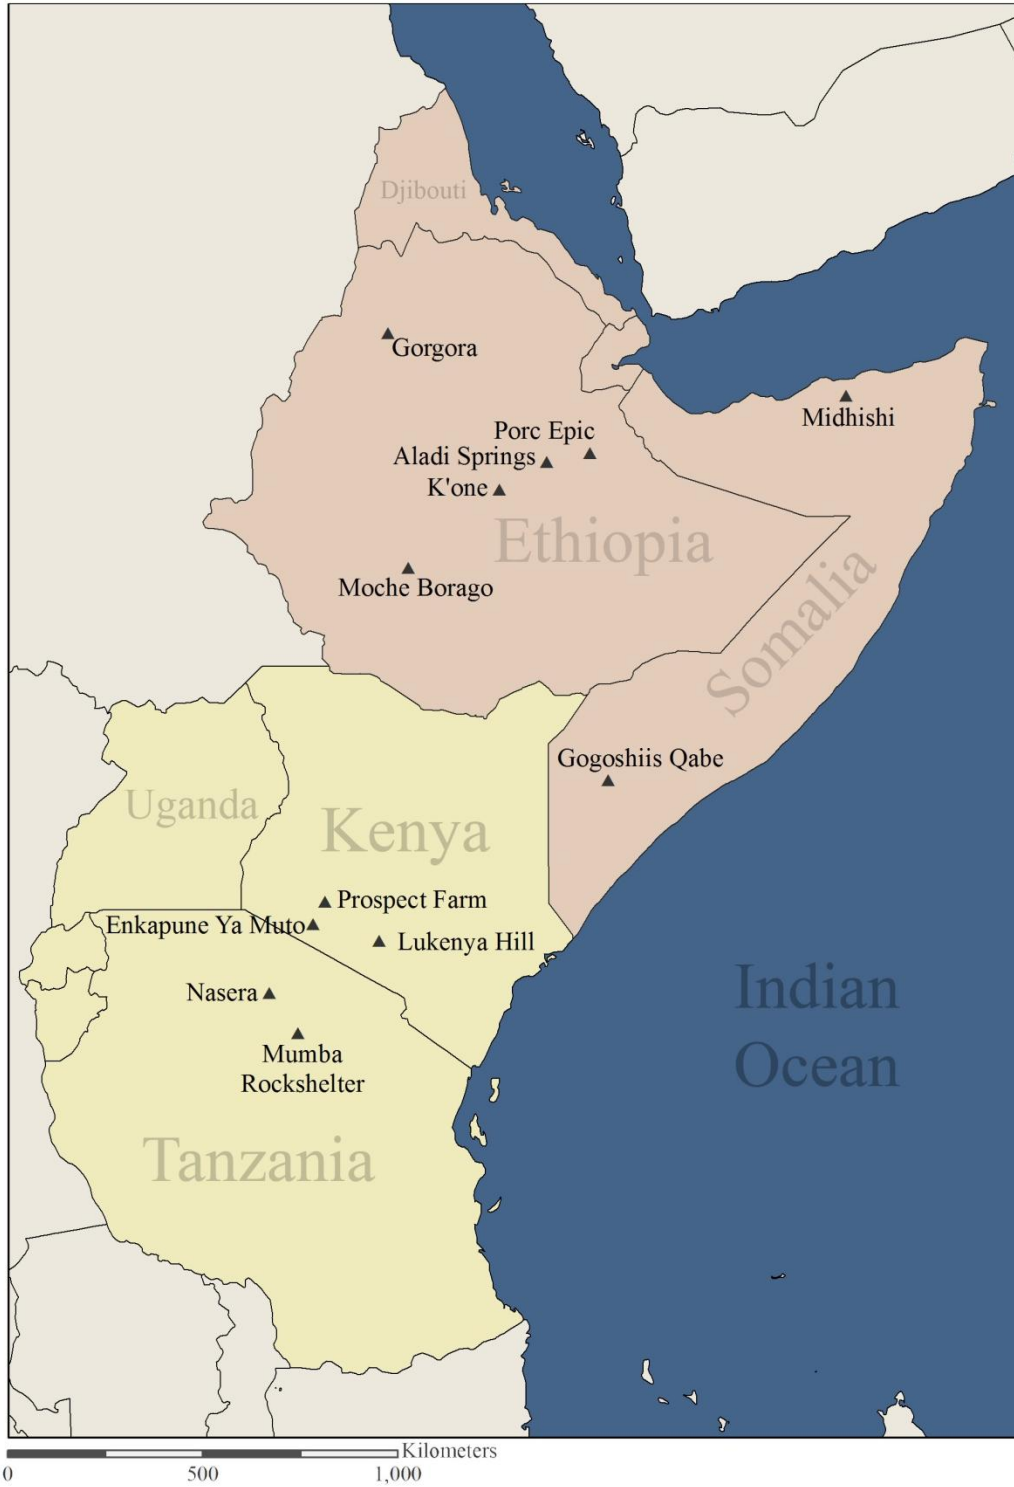 Djibouti
Gorgora
Midhishi
Porc Epic
Aladi Springs
K'one
Ethiopia
Moche Borago
Somalia
Gogoshiis Qabe
Uganda
Kenya
Prospect Farm
Enkapune Ya Muto
Lukenya Hill
Nasera
Indian
Ocean
Mumba
Rockshelter
Tanzania
Kilometers
0 500 1,000